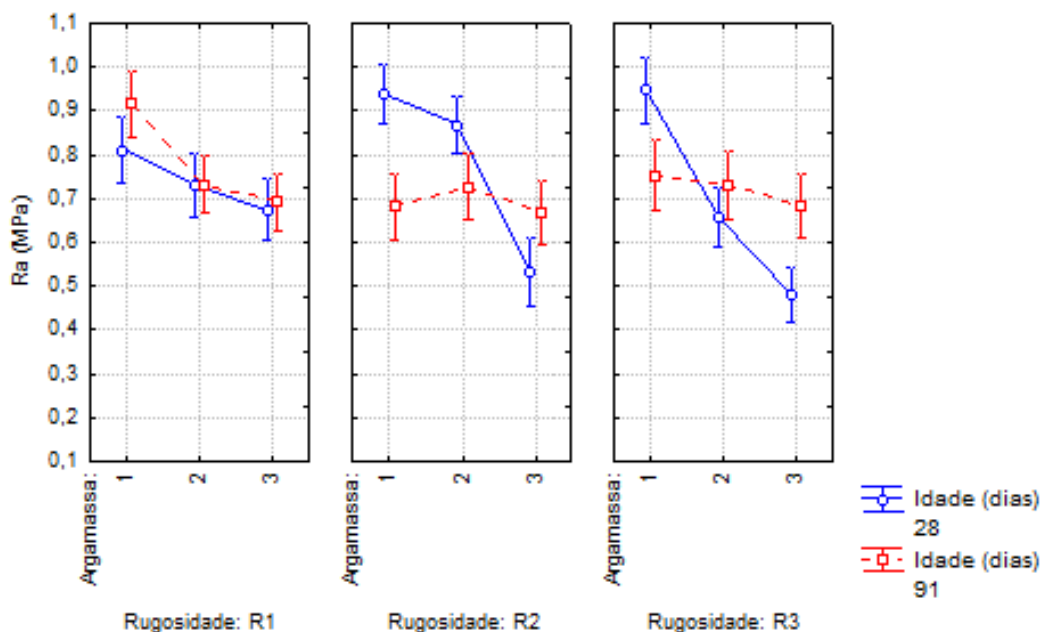 Ra (MPa)
1,1
1,0
0,9
0,8
0,7
0,6
0,5
0,4
0,3
0,2
0,1
Argamassa: 1 2 3
Argamassa: 1 2 3
Argamassa: 1 2 3
Rugosidade: R1
Rugosidade: R2
Rugosidade: R3
Idade (dias)
28
Idade (dias)
91